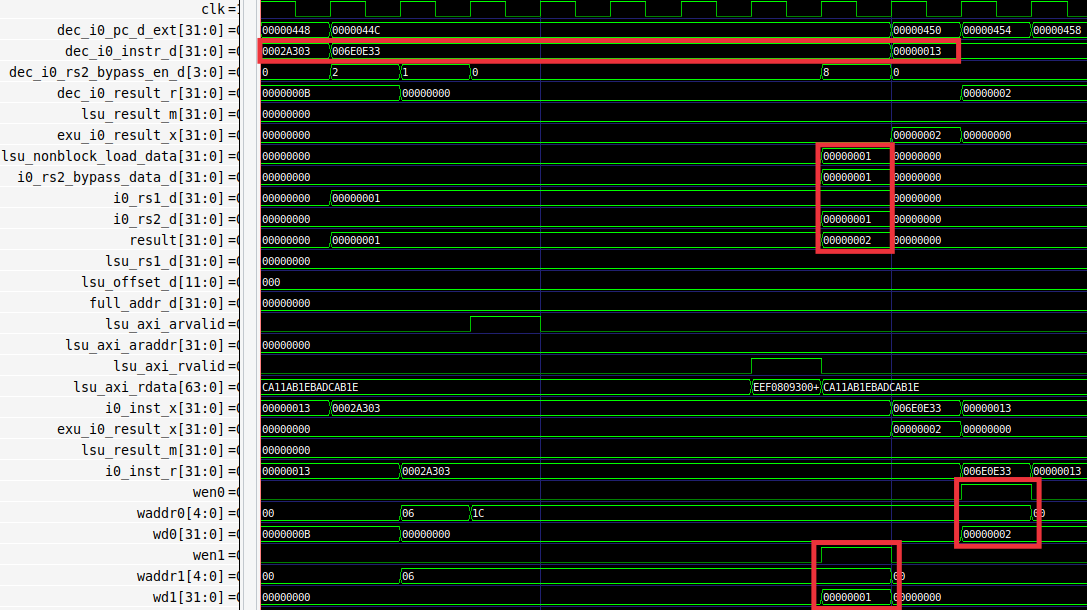 clk =
dec_i0_pc_d_ext[31:0] = 00000448 0000044C 00000450 00000454 00000458
dec_i0_instr_d[31:0] = 0002A303 006E0E33 00000013
dec_i0_rs2_bypass_en_d[3:0] = 0 2 1 0 8 0
dec_i0_result_r[31:0] = 0000000B 00000000 00000002
lsu_result_m[31:0] = 00000000
exu_i0_result_x[31:0] = 00000000 00000002 00000000
lsu_nonblock_load_data[31:0] = 00000000 00000001 00000000
i0_rs2_bypass_data_d[31:0] = 00000000 00000001 00000000
i0_rs1_d[31:0] = 00000000 00000001 00000000
i0_rs2_d[31:0] = 00000000 00000001 00000000
result[31:0] = 00000000 00000001 00000002 00000000
lsu_rs1_d[31:0] = 00000000
lsu_offset_d[11:0] = 000
full_addr_d[31:0] = 00000000
lsu_axi_arvalid =
lsu_axi_araddr[31:0] = 00000000
lsu_axi_rvalid =
lsu_axi_rdata[63:0] = CA11AB1EBADCAB1E EEF0809300+ CA11AB1EBADCAB1E
i0_inst_x[31:0] = 00000013 0002A303 006E0E33 00000013
exu_i0_result_x[31:0] = 00000000 00000002 00000000
lsu_result_m[31:0] = 00000000
i0_inst_r[31:0] = 00000013 0002A303 006E0E33 00000013
wen0 =
waddr0[4:0] = 00 06 1C 00
wd0[31:0] = 0000000B 00000000 00000002
wen1 =
waddr1[4:0] = 00 06 00
wd1[31:0] = 00000000 00000001 00000000